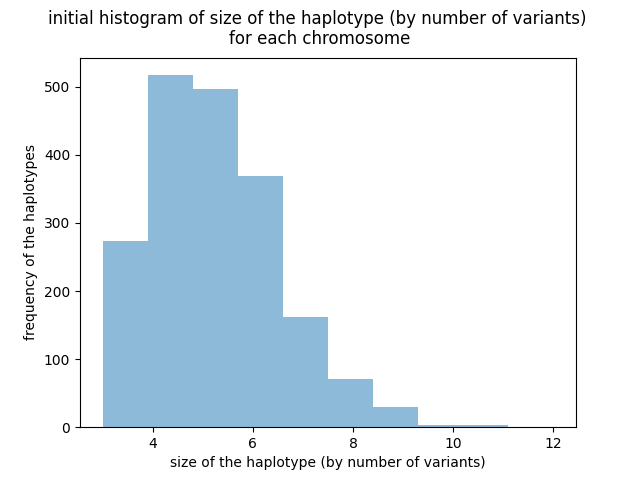 initial histogram of size of the haplotype (by number of variants)
for each chromosome
500
400
300
200
100
0
frequency of the haplotypes
4 6 8 10 12
size of the haplotype (by number of variants)